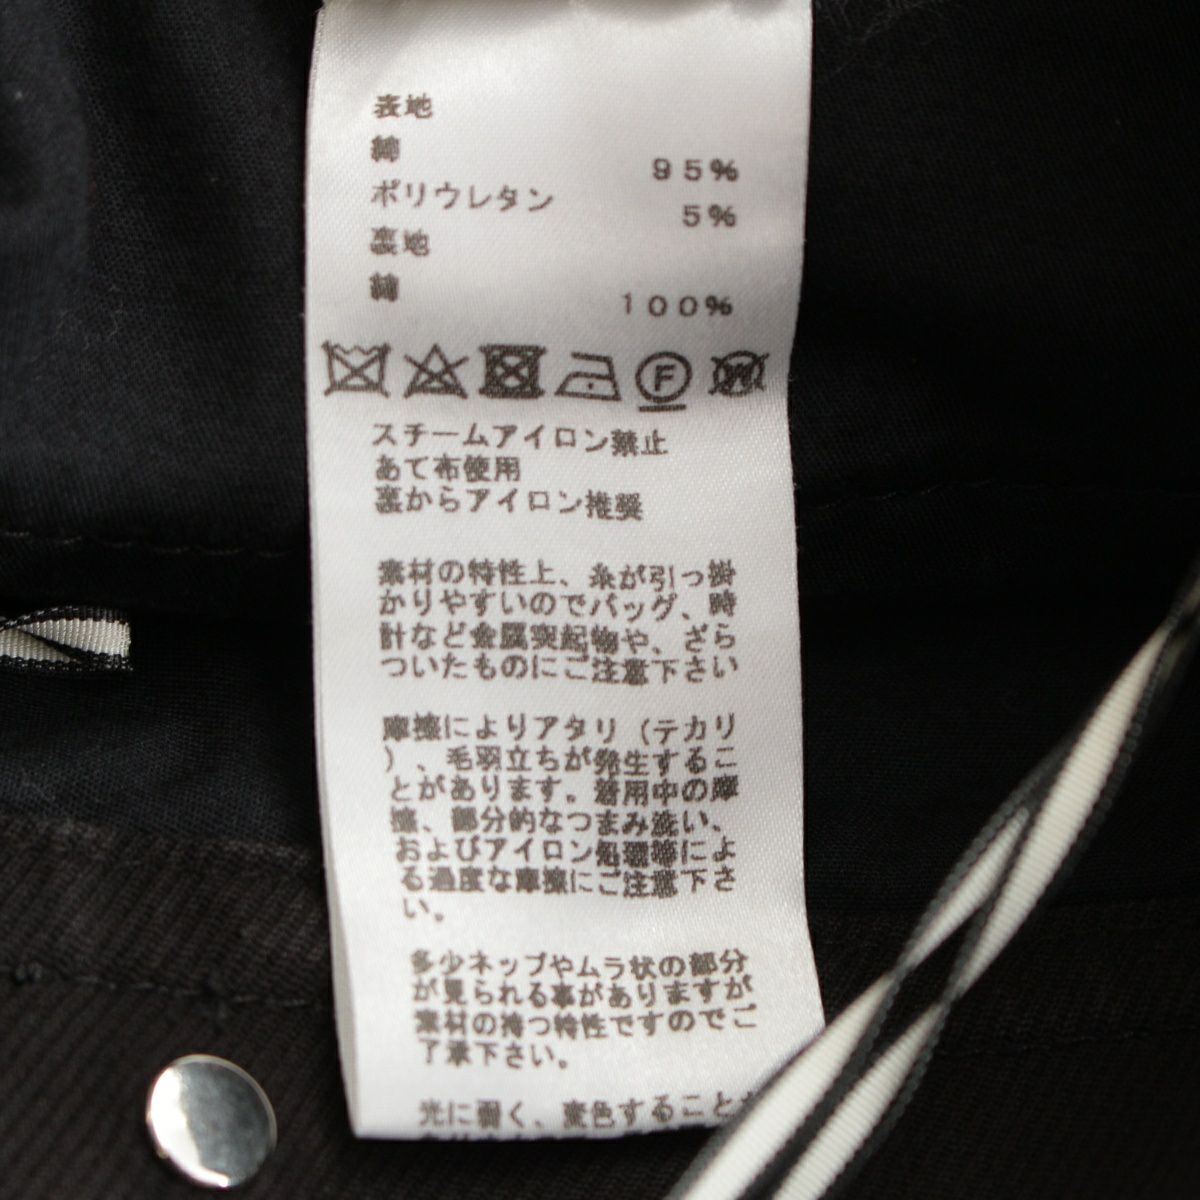 表地
綿 95%
ポリウレタン 5%
裏地
綿 100%
F W
スチームアイロン禁止
あて布使用
裏からアイロン推奨
素材の特性上、糸が引っ掛
かりやすいのでバッグ、時
計など金属突起物や、ざら
ついたものにご注意下さい
摩擦によりアタリ(テカリ
)、毛羽立ちが発生するこ
とがあります。着用中の摩
擦、部分的なつまみ洗い、
およびアイロン処理等によ
る過度な摩擦にご注意下さ
い。
多少ネップやムラ状の部分
が見られる事がありますが
素材の持つ特性ですのでご
了承下さい。
光に弱く、変色すること